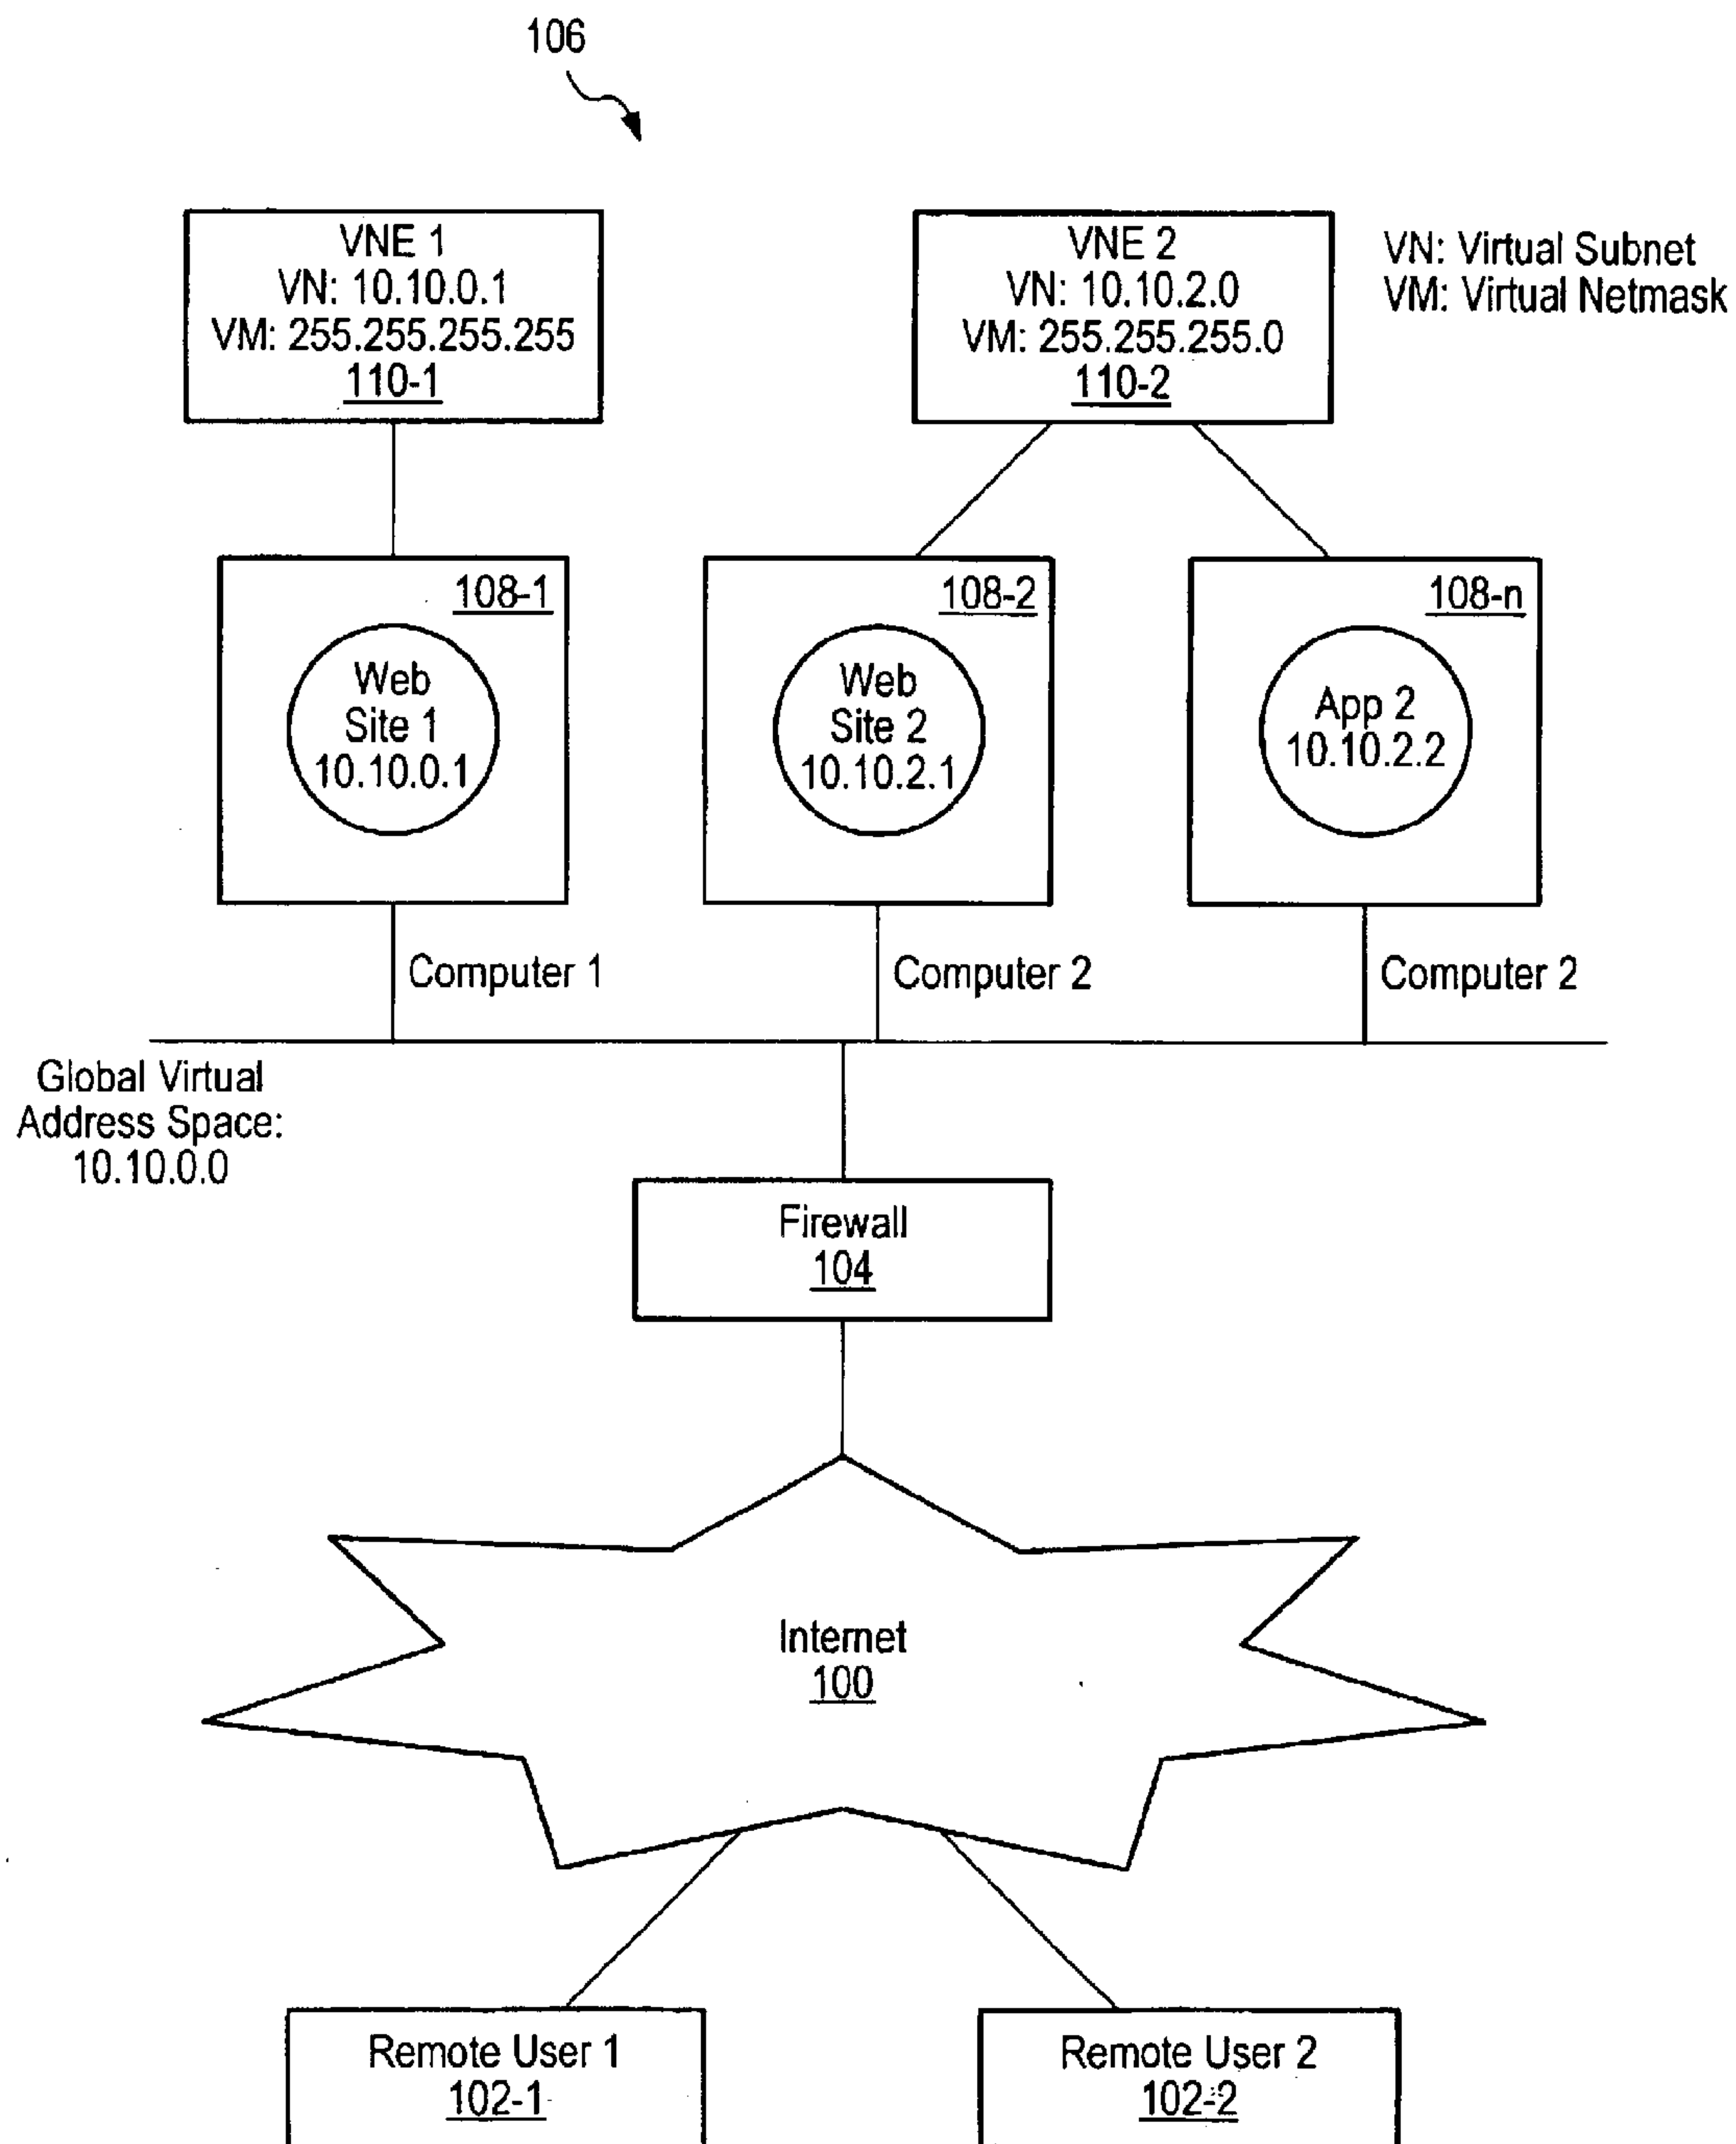 106
VNE 1
VN: 10.10.0.1
VM: 255.255.255.255
110-1
VNE 2
VN: 10.10.2.0
VM: 255.255.255.0
110-2
VN: Virtual Subnet
VM: Virtual Netmask
108-1
Web
Site 1
10.10.0.1
108-2
Web
Site 2
10.10.2.1
108-n
App 2
10.10.2.2
Computer 1
Computer 2
Computer 2
Global Virtual
Address Space:
10.10.0.0
Firewall
104
Internet
100
Remote User 1
102-1
Remote User 2
102-2